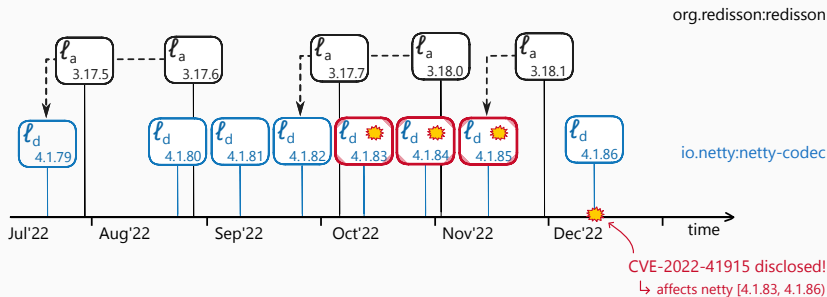 org.redisson:redisson
ℓa 3.17.5
ℓa 3.17.6
ℓa 3.17.7
ℓa 3.18.0
ℓa 3.18.1
ℓd 4.1.79
ℓd 4.1.80
ℓd 4.1.81
ℓd 4.1.82
ℓd 4.1.83
ℓd 4.1.84
ℓd 4.1.85
ℓd 4.1.86
io.netty:netty-codec
Jul'22 Aug'22 Sep'22 Oct'22 Nov'22 Dec'22 time
CVE-2022-41915 disclosed!
↳ affects netty [4.1.83, 4.1.86)